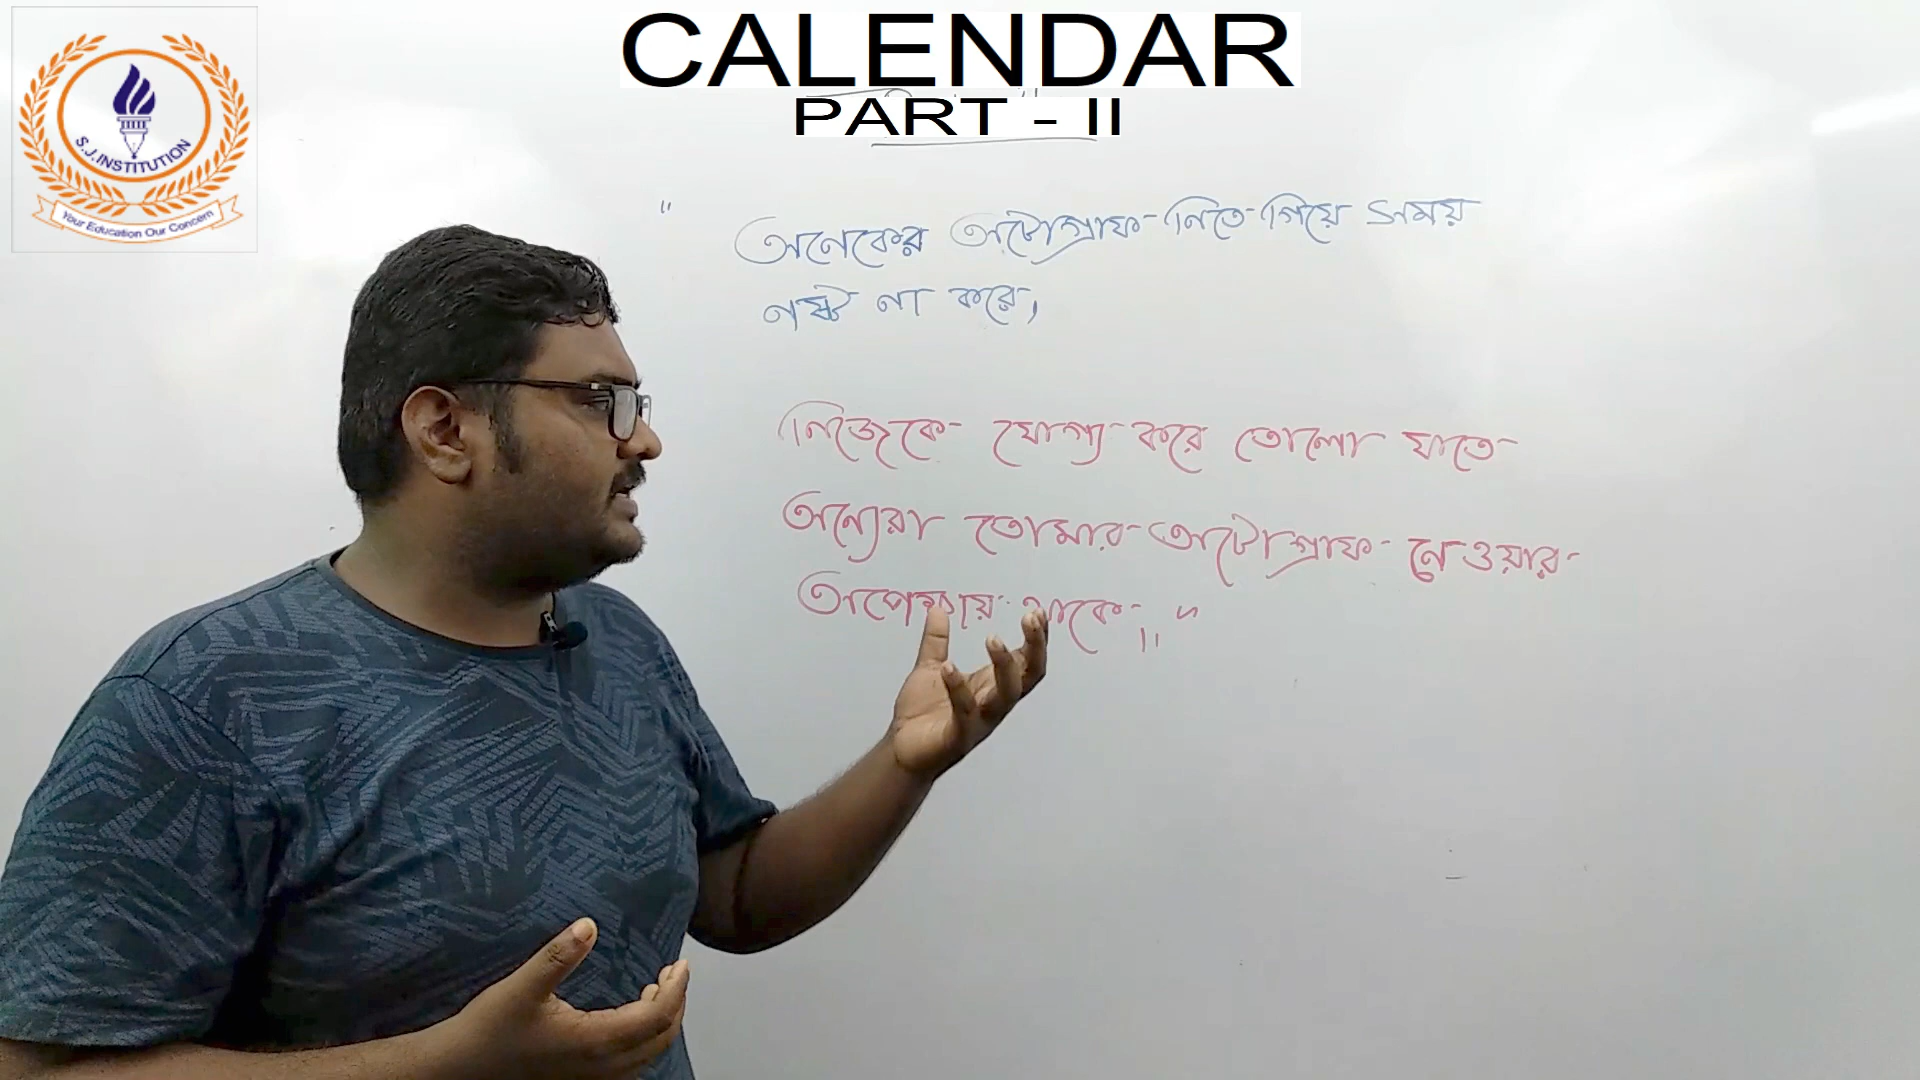 CALENDAR
PART - II
S.J.INSTITUTION
Your Education Our Concern
" অনেকের অটোগ্রাফ নিতে গিয়ে সময়
নষ্ট না করে,
নিজেকে যোগ্য করে তোলো যাতে
অন্যেরা তোমার অটোগ্রাফ নেওয়ার
অপেক্ষায় থাকে।। "